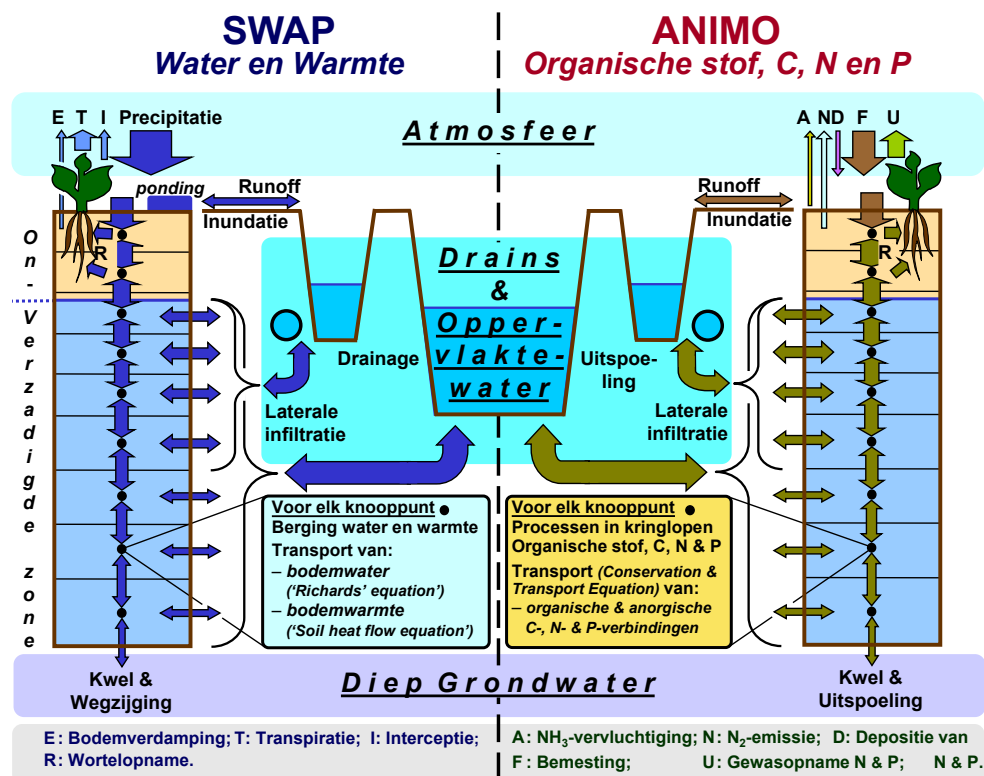 SWAP
Water en Warmte
ANIMO
Organische stof, C, N en P
E T I Precipitatie
Atmosfeer
A N D F U
ponding
Runoff
Inundatie
Runoff
Inundatie
R
R
On-
Verzadigde zone
Drains
&
Opper-
vlakte-
water
Drainage
Uitspoe-
ling
Laterale
infiltratie
Laterale
infiltratie
Voor elk knooppunt ●
Berging water en warmte
Transport van:
– bodemwater
(‘Richards’ equation’)
– bodemwarmte
(‘Soil heat flow equation’)
Voor elk knooppunt ●
Processen in kringlopen
Organische stof, C, N & P
Transport (Conservation &
Transport Equation) van:
– organische & anorgische
C-, N- & P-verbindingen
Kwel &
Wegzijging
Diep Grondwater
Kwel &
Uitspoeling
E: Bodemverdamping; T: Transpiratie; I: Interceptie;
R: Wortelopname.
A: NH3-vervluchtiging; N: N2-emissie; D: Depositie van
F: Bemesting; U: Gewasopname N & P; N & P.